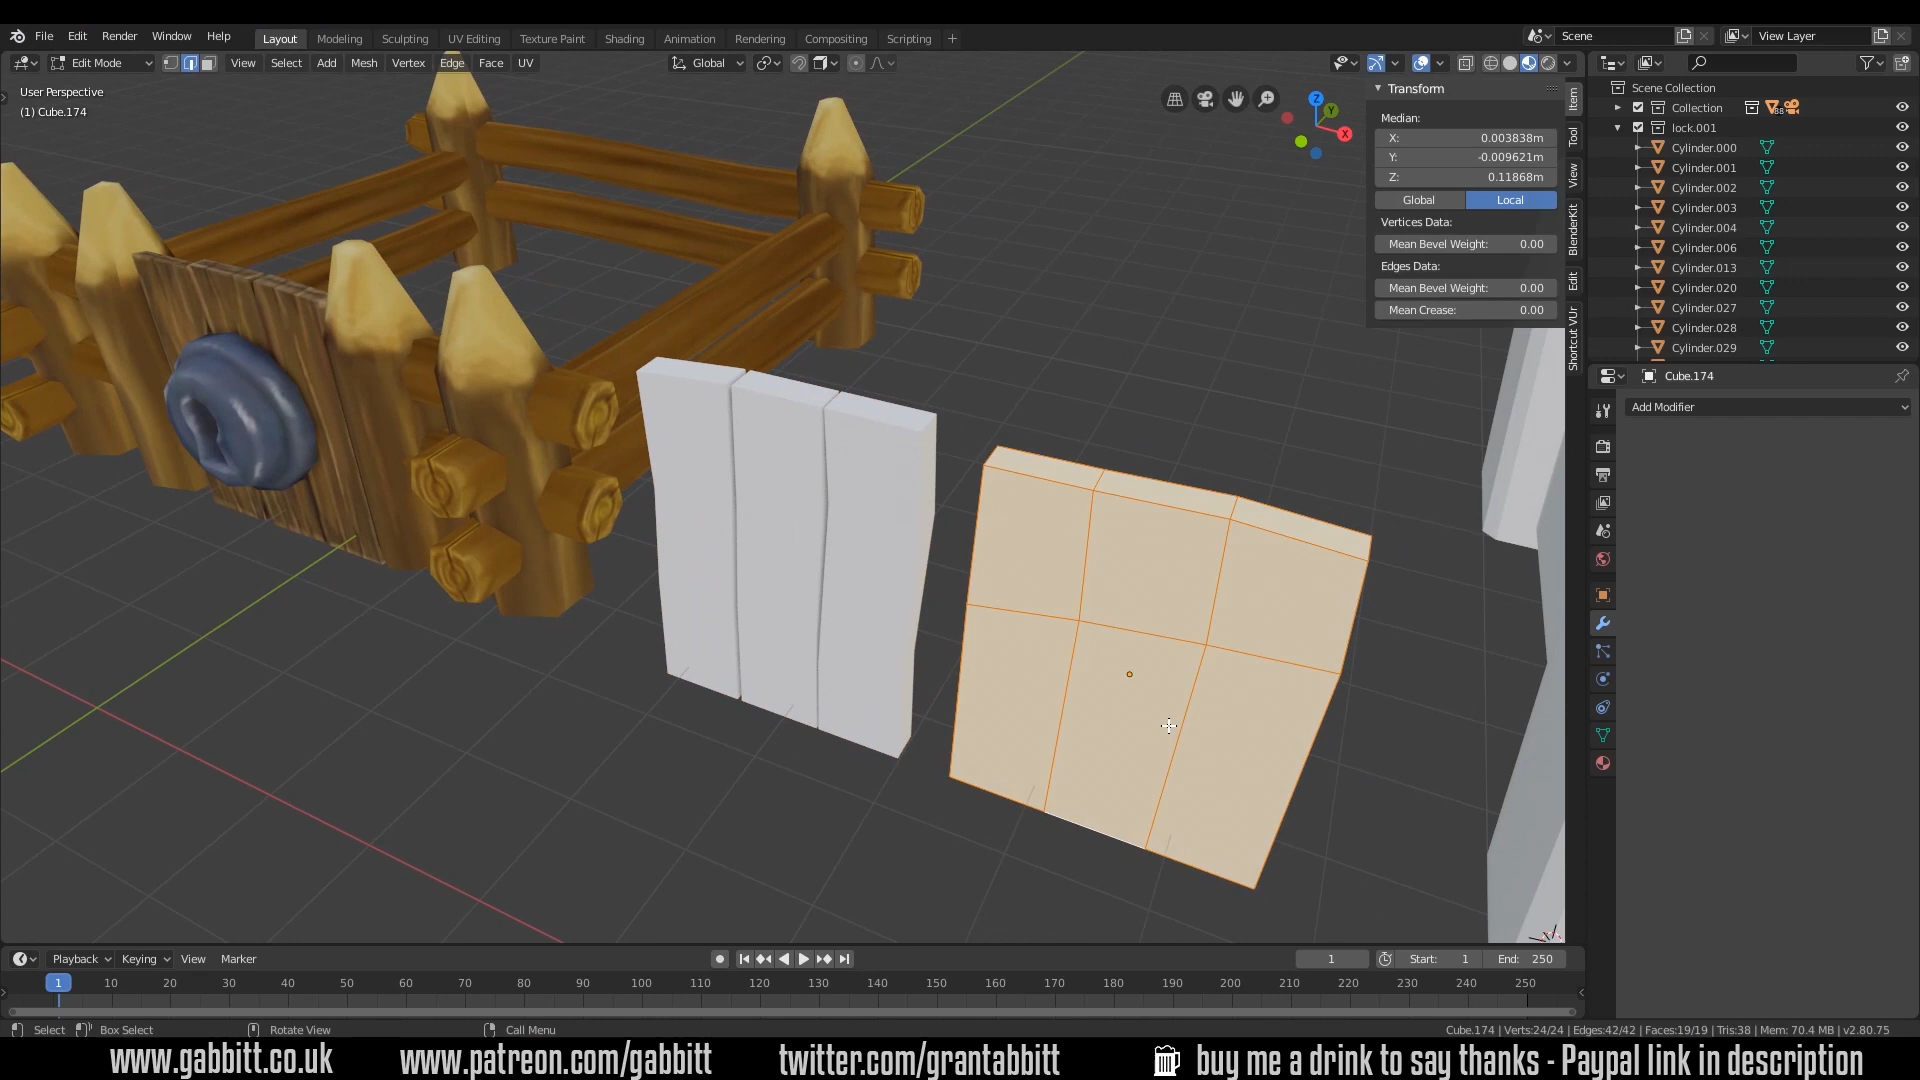 File Edit Render Window Help
Layout Modeling Sculpting UV Editing Texture Paint Shading Animation Rendering Compositing Scripting
Scene
View Layer
Edit Mode View Select Add Mesh Vertex Edge Face UV
Global
User Perspective
(1) Cube.174
Z
Y
X
Transform
Median:
X: 0.003838m
Y: -0.009621m
Z: 0.11868m
Global Local
Vertices Data:
Mean Bevel Weight: 0.00
Edges Data:
Mean Bevel Weight: 0.00
Mean Crease: 0.00
Item
Tool
View
BlenderKit
Edit
Shortcut VUr
Scene Collection
Collection
88
lock.001
Cylinder.000
Cylinder.001
Cylinder.002
Cylinder.003
Cylinder.004
Cylinder.006
Cylinder.013
Cylinder.020
Cylinder.027
Cylinder.028
Cylinder.029
Cube.174
Add Modifier
Playback Keying View Marker
1 Start: 1 End: 250
1 10 20 30 40 50 60 70 80 90 100 110 120 130 140 150 160 170 180 190 200 210 220 230 240 250
Select Box Select Rotate View Call Menu
Cube.174 | Verts:24/24 | Edges:42/42 | Faces:19/19 | Tris:38 | Mem: 70.4 MB | v2.80.75
www.gabbitt.co.uk www.patreon.com/gabbitt twitter.com/grantabbitt buy me a drink to say thanks - Paypal link in description